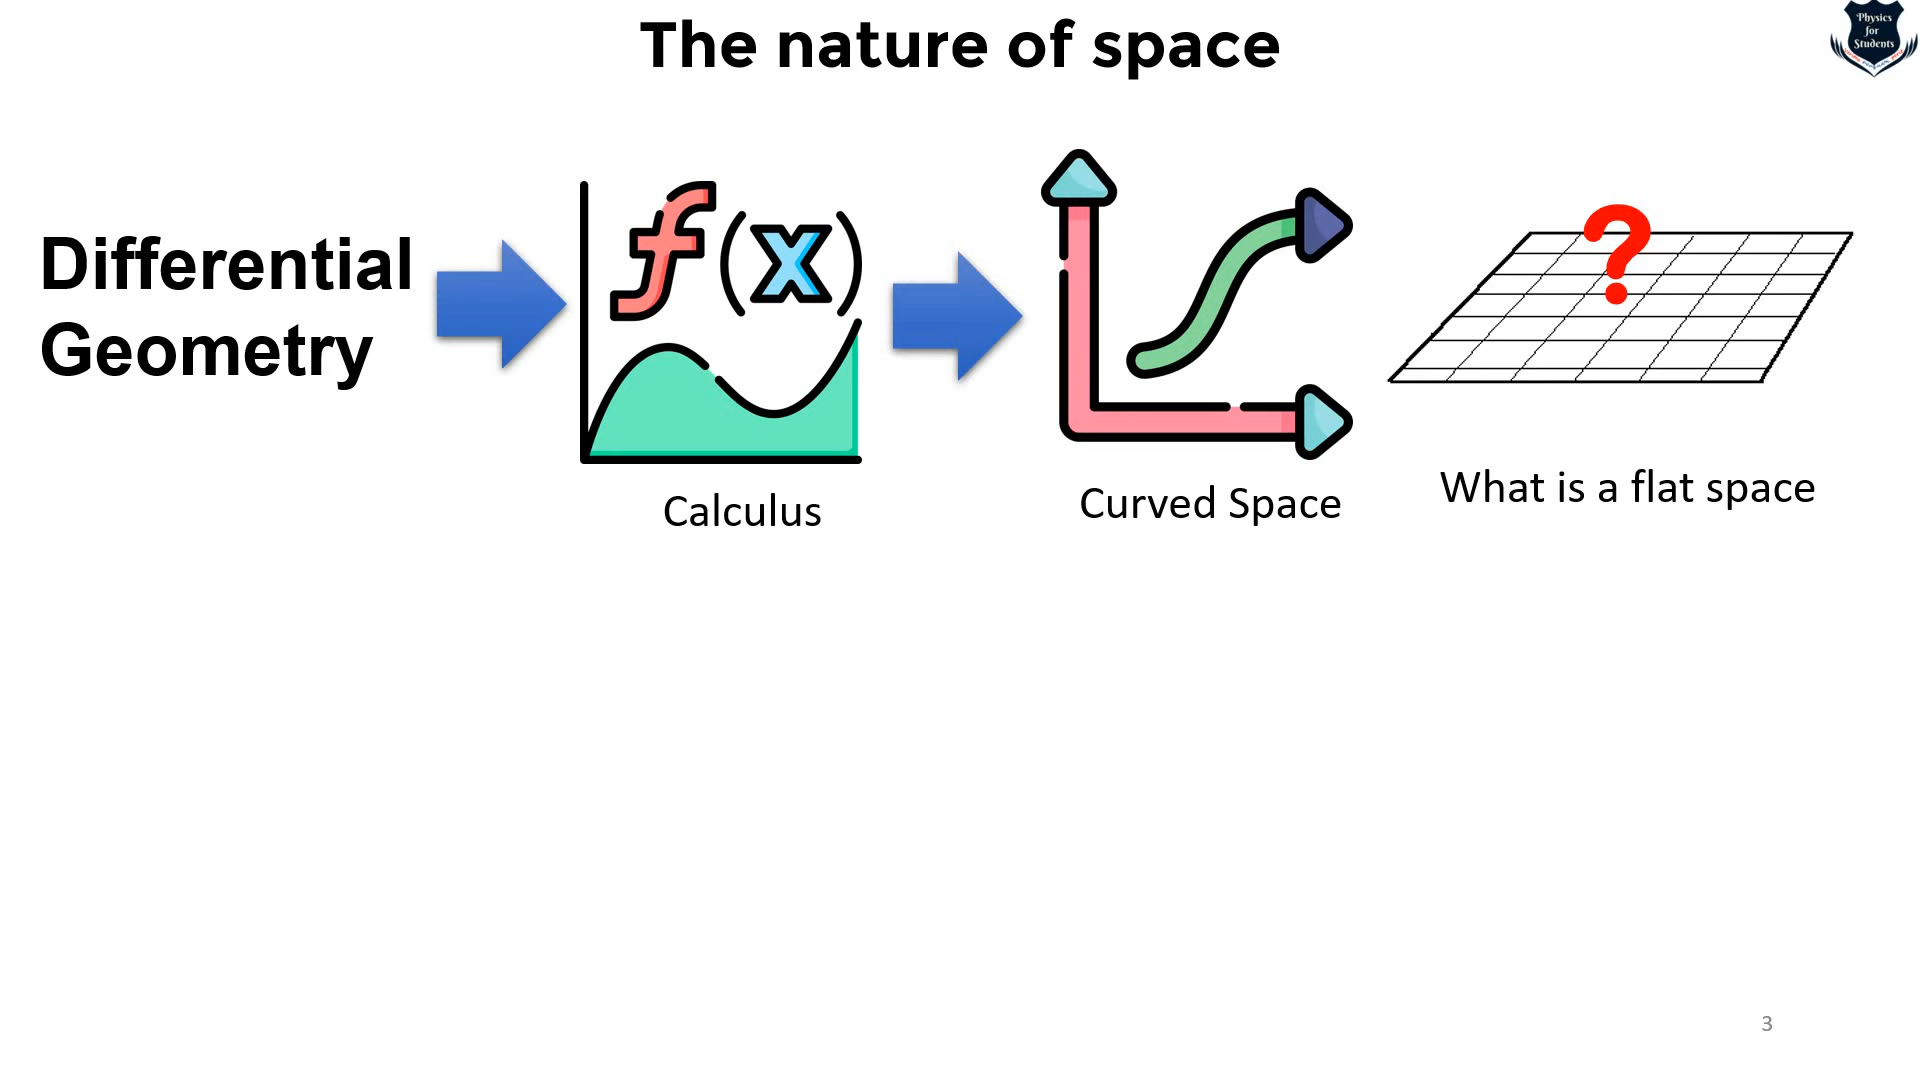 The nature of space
Physics
for
Students
Differential
Geometry
f(x)
Calculus
Curved Space
?
What is a flat space
3